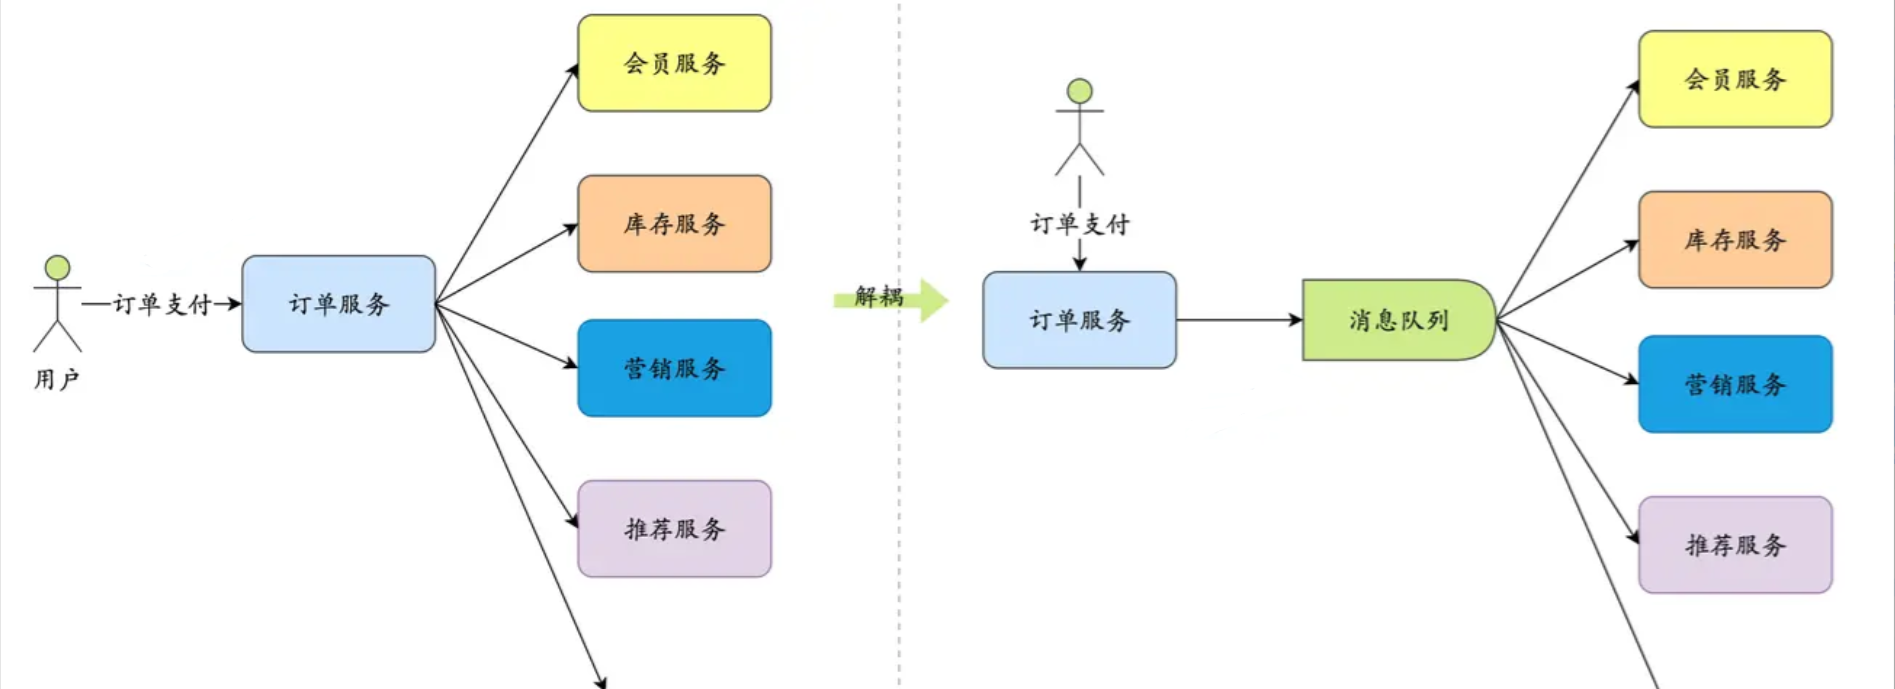 会员服务
库存服务
订单支付
订单服务
用户
营销服务
推荐服务
解耦
会员服务
订单支付
库存服务
订单服务
消息队列
营销服务
推荐服务